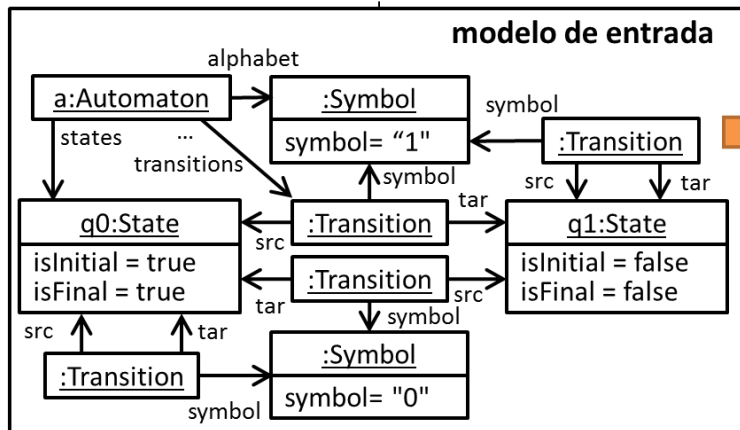 modelo de entrada
alphabet
a:Automaton
:Symbol
symbol= “1"
symbol
:Transition
states
...
transitions
symbol
src
tar
q0:State
isInitial = true
isFinal = true
src
:Transition
tar
q1:State
isInitial = false
isFinal = false
tar
:Transition
src
symbol
src
tar
:Transition
symbol
:Symbol
symbol= "0"